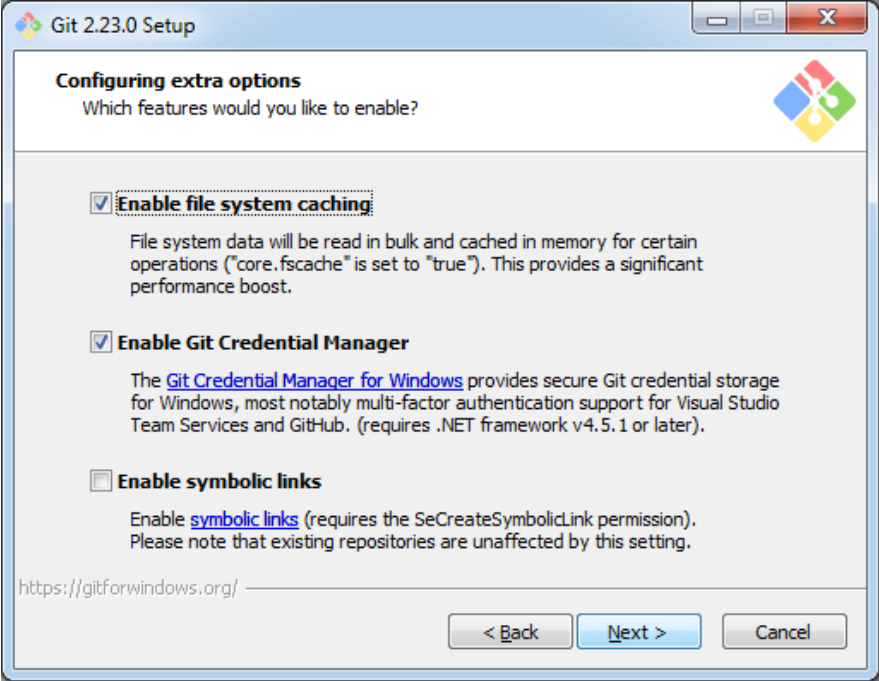 Git 2.23.0 Setup
Configuring extra options
Which features would you like to enable?
Enable file system caching
File system data will be read in bulk and cached in memory for certain
operations ("core.fscache" is set to "true"). This provides a significant
performance boost.
Enable Git Credential Manager
The Git Credential Manager for Windows provides secure Git credential storage
for Windows, most notably multi-factor authentication support for Visual Studio
Team Services and GitHub. (requires .NET framework v4.5.1 or later).
Enable symbolic links
Enable symbolic links (requires the SeCreateSymbolicLink permission).
Please note that existing repositories are unaffected by this setting.
https://gitforwindows.org/
< Back Next > Cancel